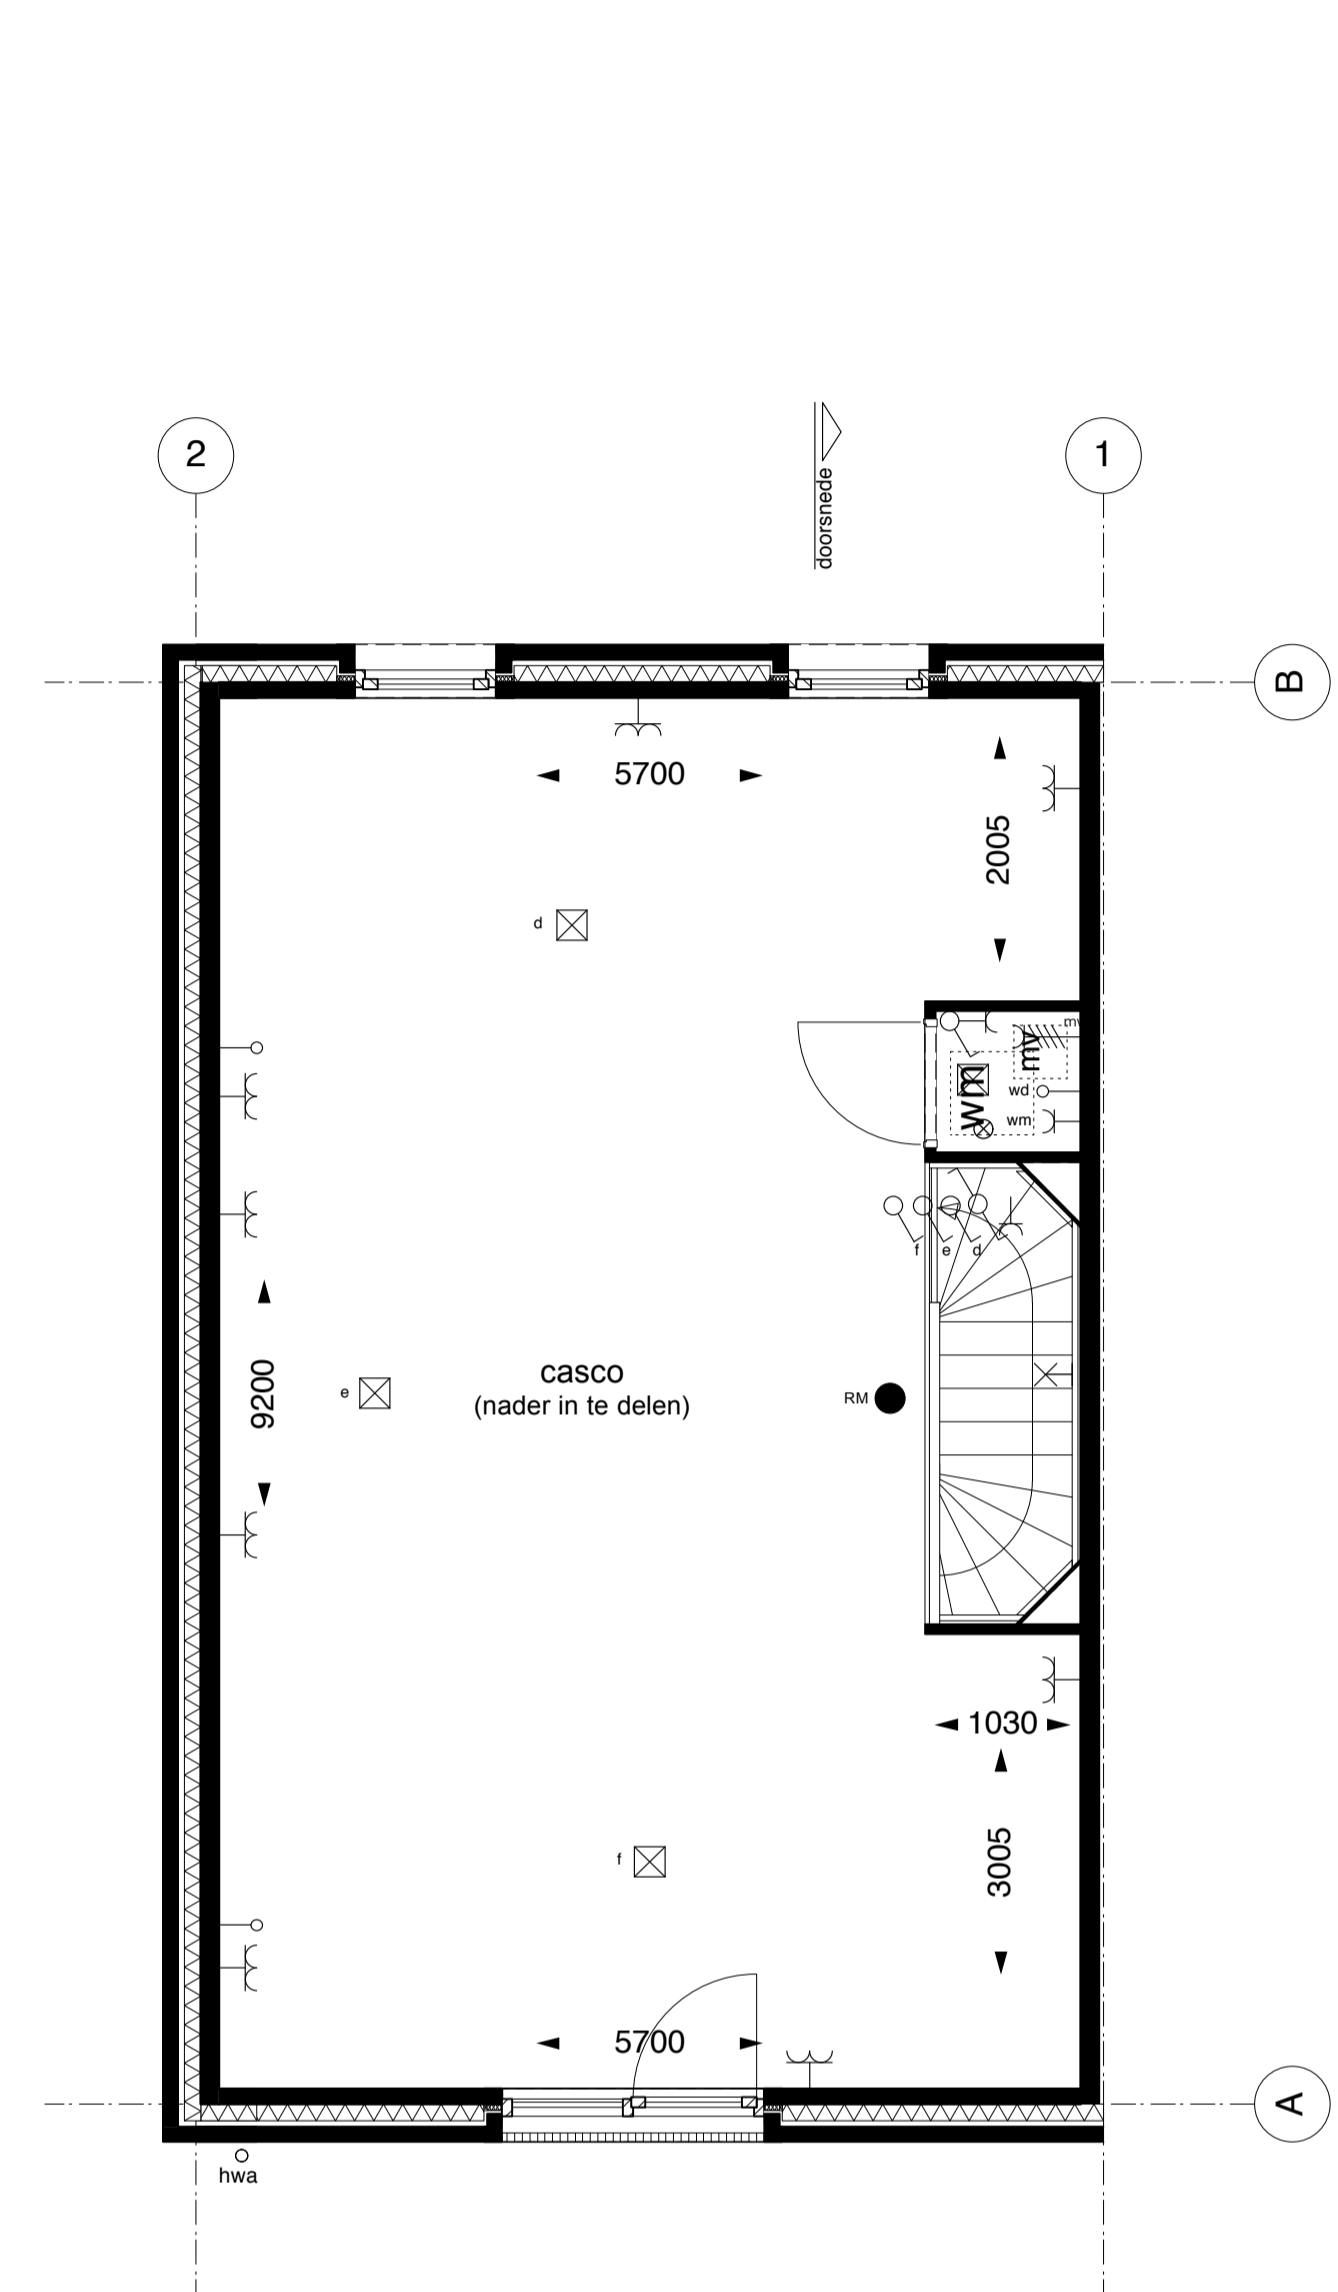 2
1
doorsnede
B
5700
2005
d
mv
mv
wm
wd
wm
f
e
d
9200
e
casco
(nader in te delen)
RM
1030
3005
f
5700
A
hwa